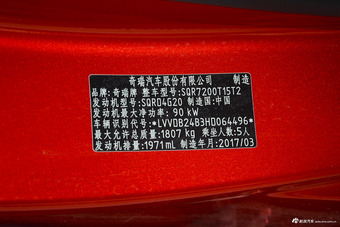 奇瑞汽车股份有限公司 制造
品牌:奇瑞牌 整车型号:SQR7200T15T2
发动机型号:SQRD4G20 制造国:中国
发动机最大净功率:90 kW
车辆识别代号:*LVVDB24B3HD064496*
最大允许总质量:1807 kg 乘坐人数:5人
发动机排量:1971mL 制造年月:2017/03